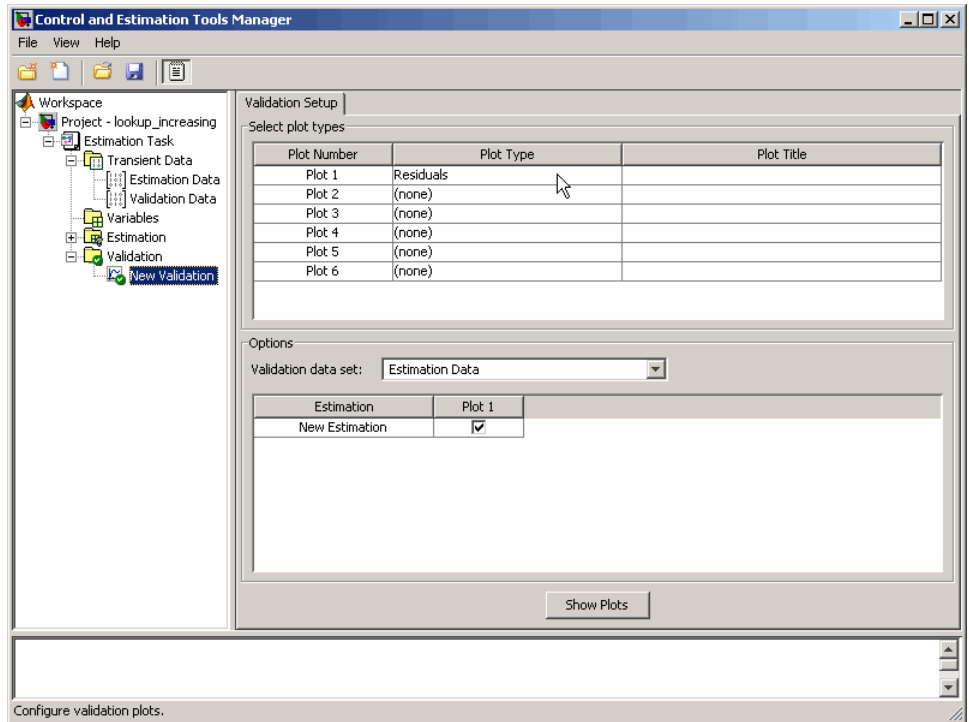 Control and Estimation Tools Manager
File View Help
Workspace
Project - lookup_increasing
Estimation Task
Transient Data
Estimation Data
Validation Data
Variables
Estimation
Validation
New Validation
Validation Setup
Select plot types
Plot Number Plot Type Plot Title
Plot 1 Residuals
Plot 2 (none)
Plot 3 (none)
Plot 4 (none)
Plot 5 (none)
Plot 6 (none)
Options
Validation data set: Estimation Data
Estimation Plot 1
New Estimation
Show Plots
Configure validation plots.